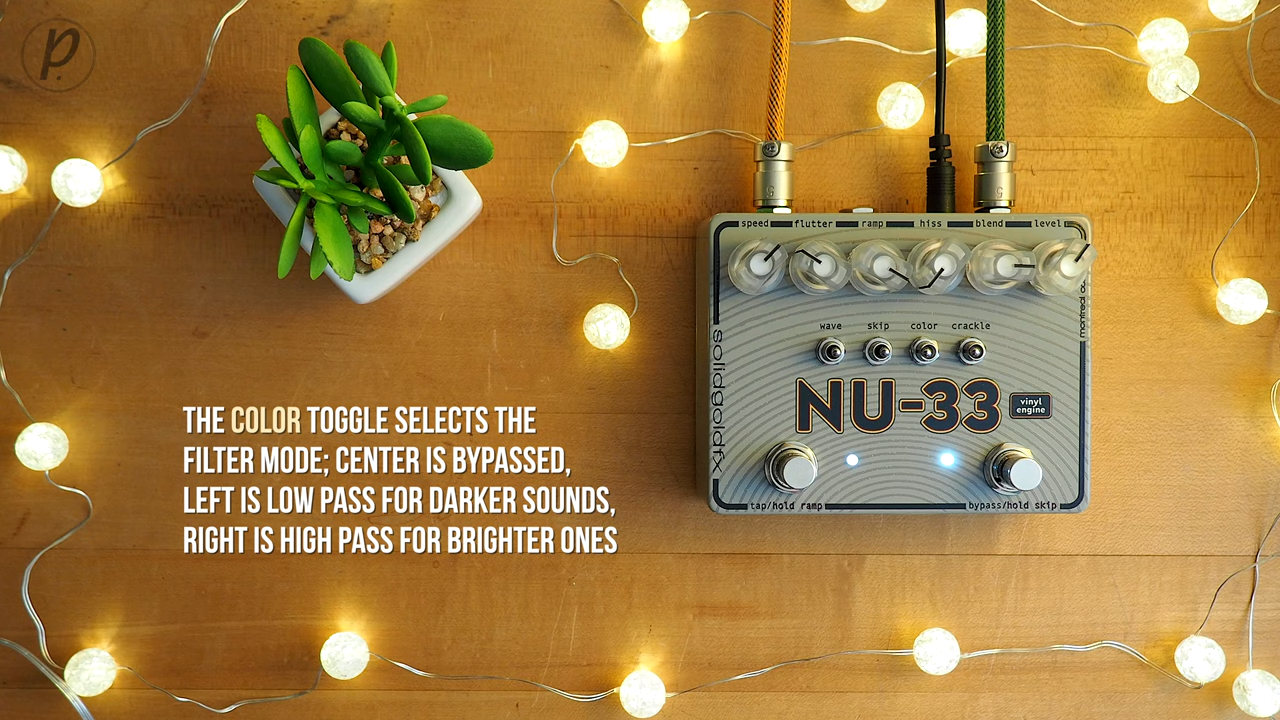 p.
speed flutter ramp hiss blend level
wave skip color crackle
solidgoldfx
NU-33
vinyl
engine
tap/hold ramp
bypass/hold skip
5
5
THE COLOR TOGGLE SELECTS THE
FILTER MODE; CENTER IS BYPASSED,
LEFT IS LOW PASS FOR DARKER SOUNDS,
RIGHT IS HIGH PASS FOR BRIGHTER ONES